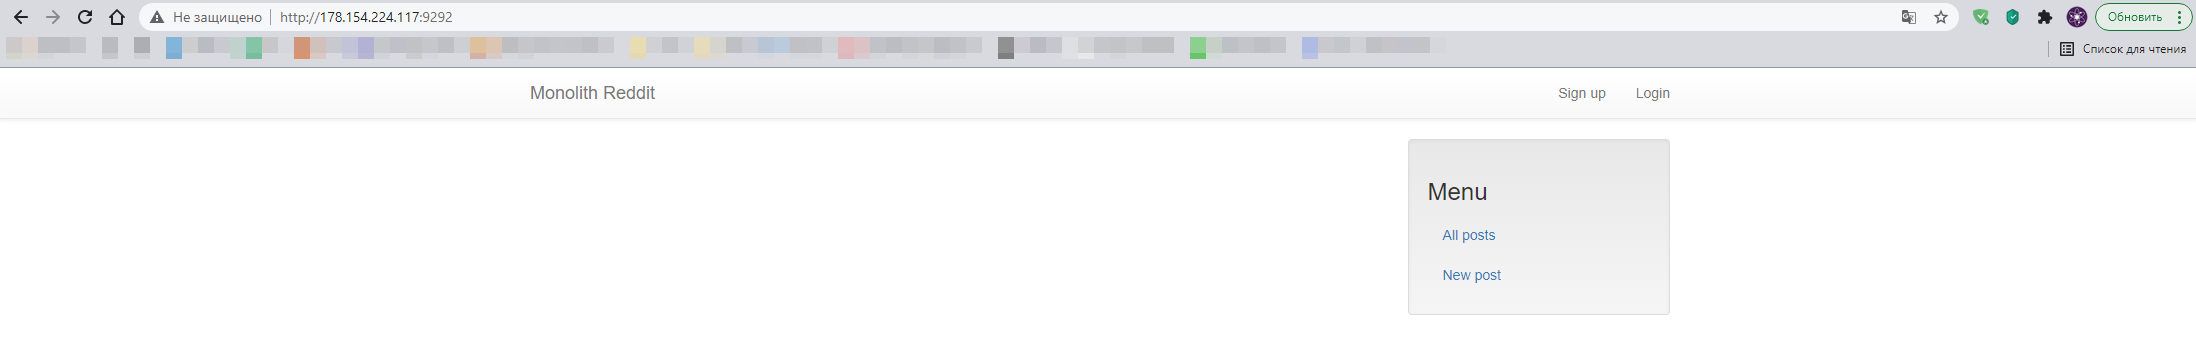 Не защищено http://178.154.224.117:9292 Обновить
Список для чтения
Monolith Reddit Sign up Login
Menu
All posts
New post